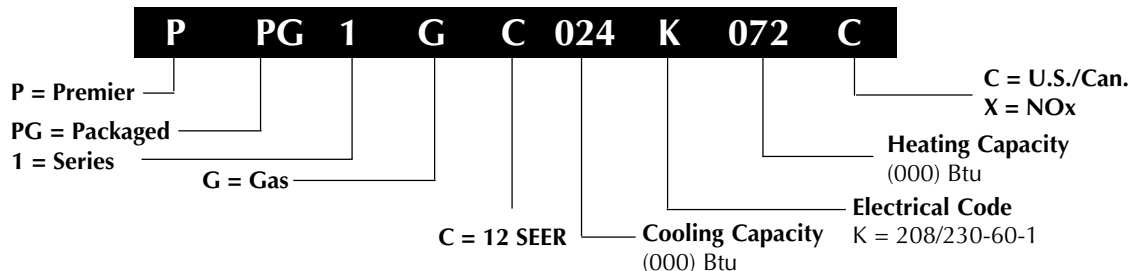 P PG 1 G C 024 K 072 C
P = Premier
PG = Packaged
1 = Series
G = Gas
C = 12 SEER
Cooling Capacity
(000) Btu
Electrical Code
K = 208/230-60-1
Heating Capacity
(000) Btu
C = U.S./Can.
X = NOx